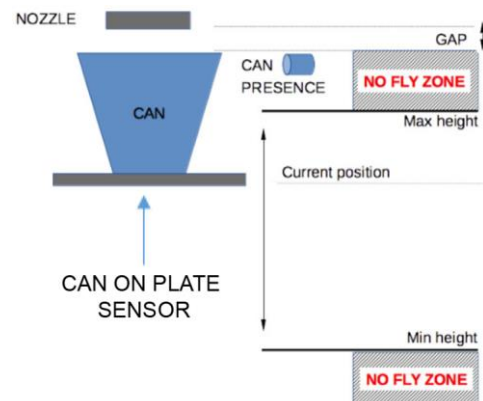 NOZZLE
GAP
CAN
PRESENCE
NO FLY ZONE
CAN
Max height
Current position
CAN ON PLATE
SENSOR
Min height
NO FLY ZONE